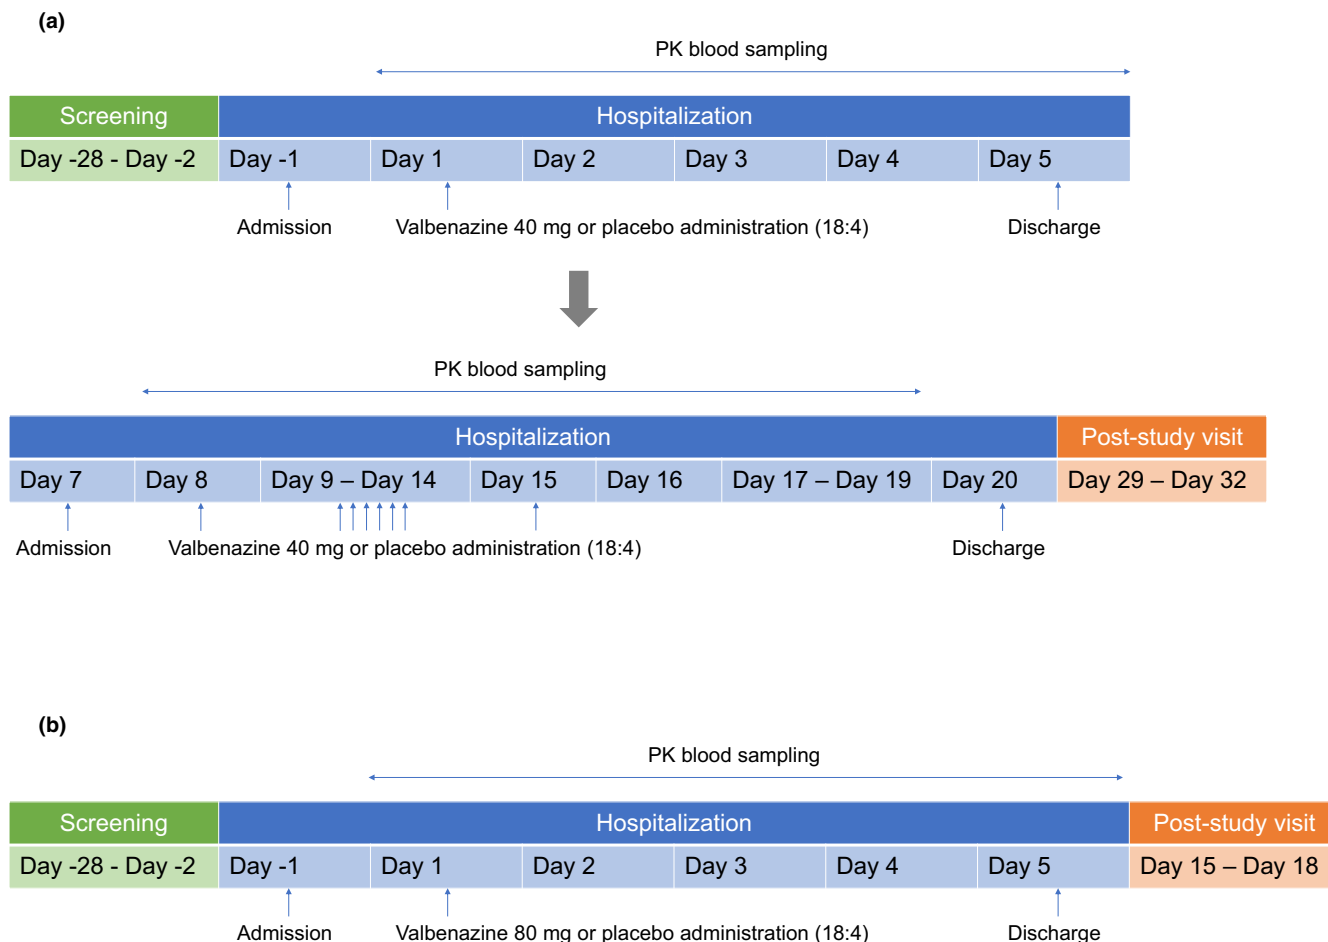 (a)
PK blood sampling
Screening Hospitalization
Day -28 - Day -2 Day -1 Day 1 Day 2 Day 3 Day 4 Day 5
Admission Valbenazine 40 mg or placebo administration (18:4) Discharge
PK blood sampling
Hospitalization Post-study visit
Day 7 Day 8 Day 9 – Day 14 Day 15 Day 16 Day 17 – Day 19 Day 20 Day 29 – Day 32
Admission Valbenazine 40 mg or placebo administration (18:4) Discharge
(b)
PK blood sampling
Screening Hospitalization Post-study visit
Day -28 - Day -2 Day -1 Day 1 Day 2 Day 3 Day 4 Day 5 Day 15 – Day 18
Admission Valbenazine 80 mg or placebo administration (18:4) Discharge